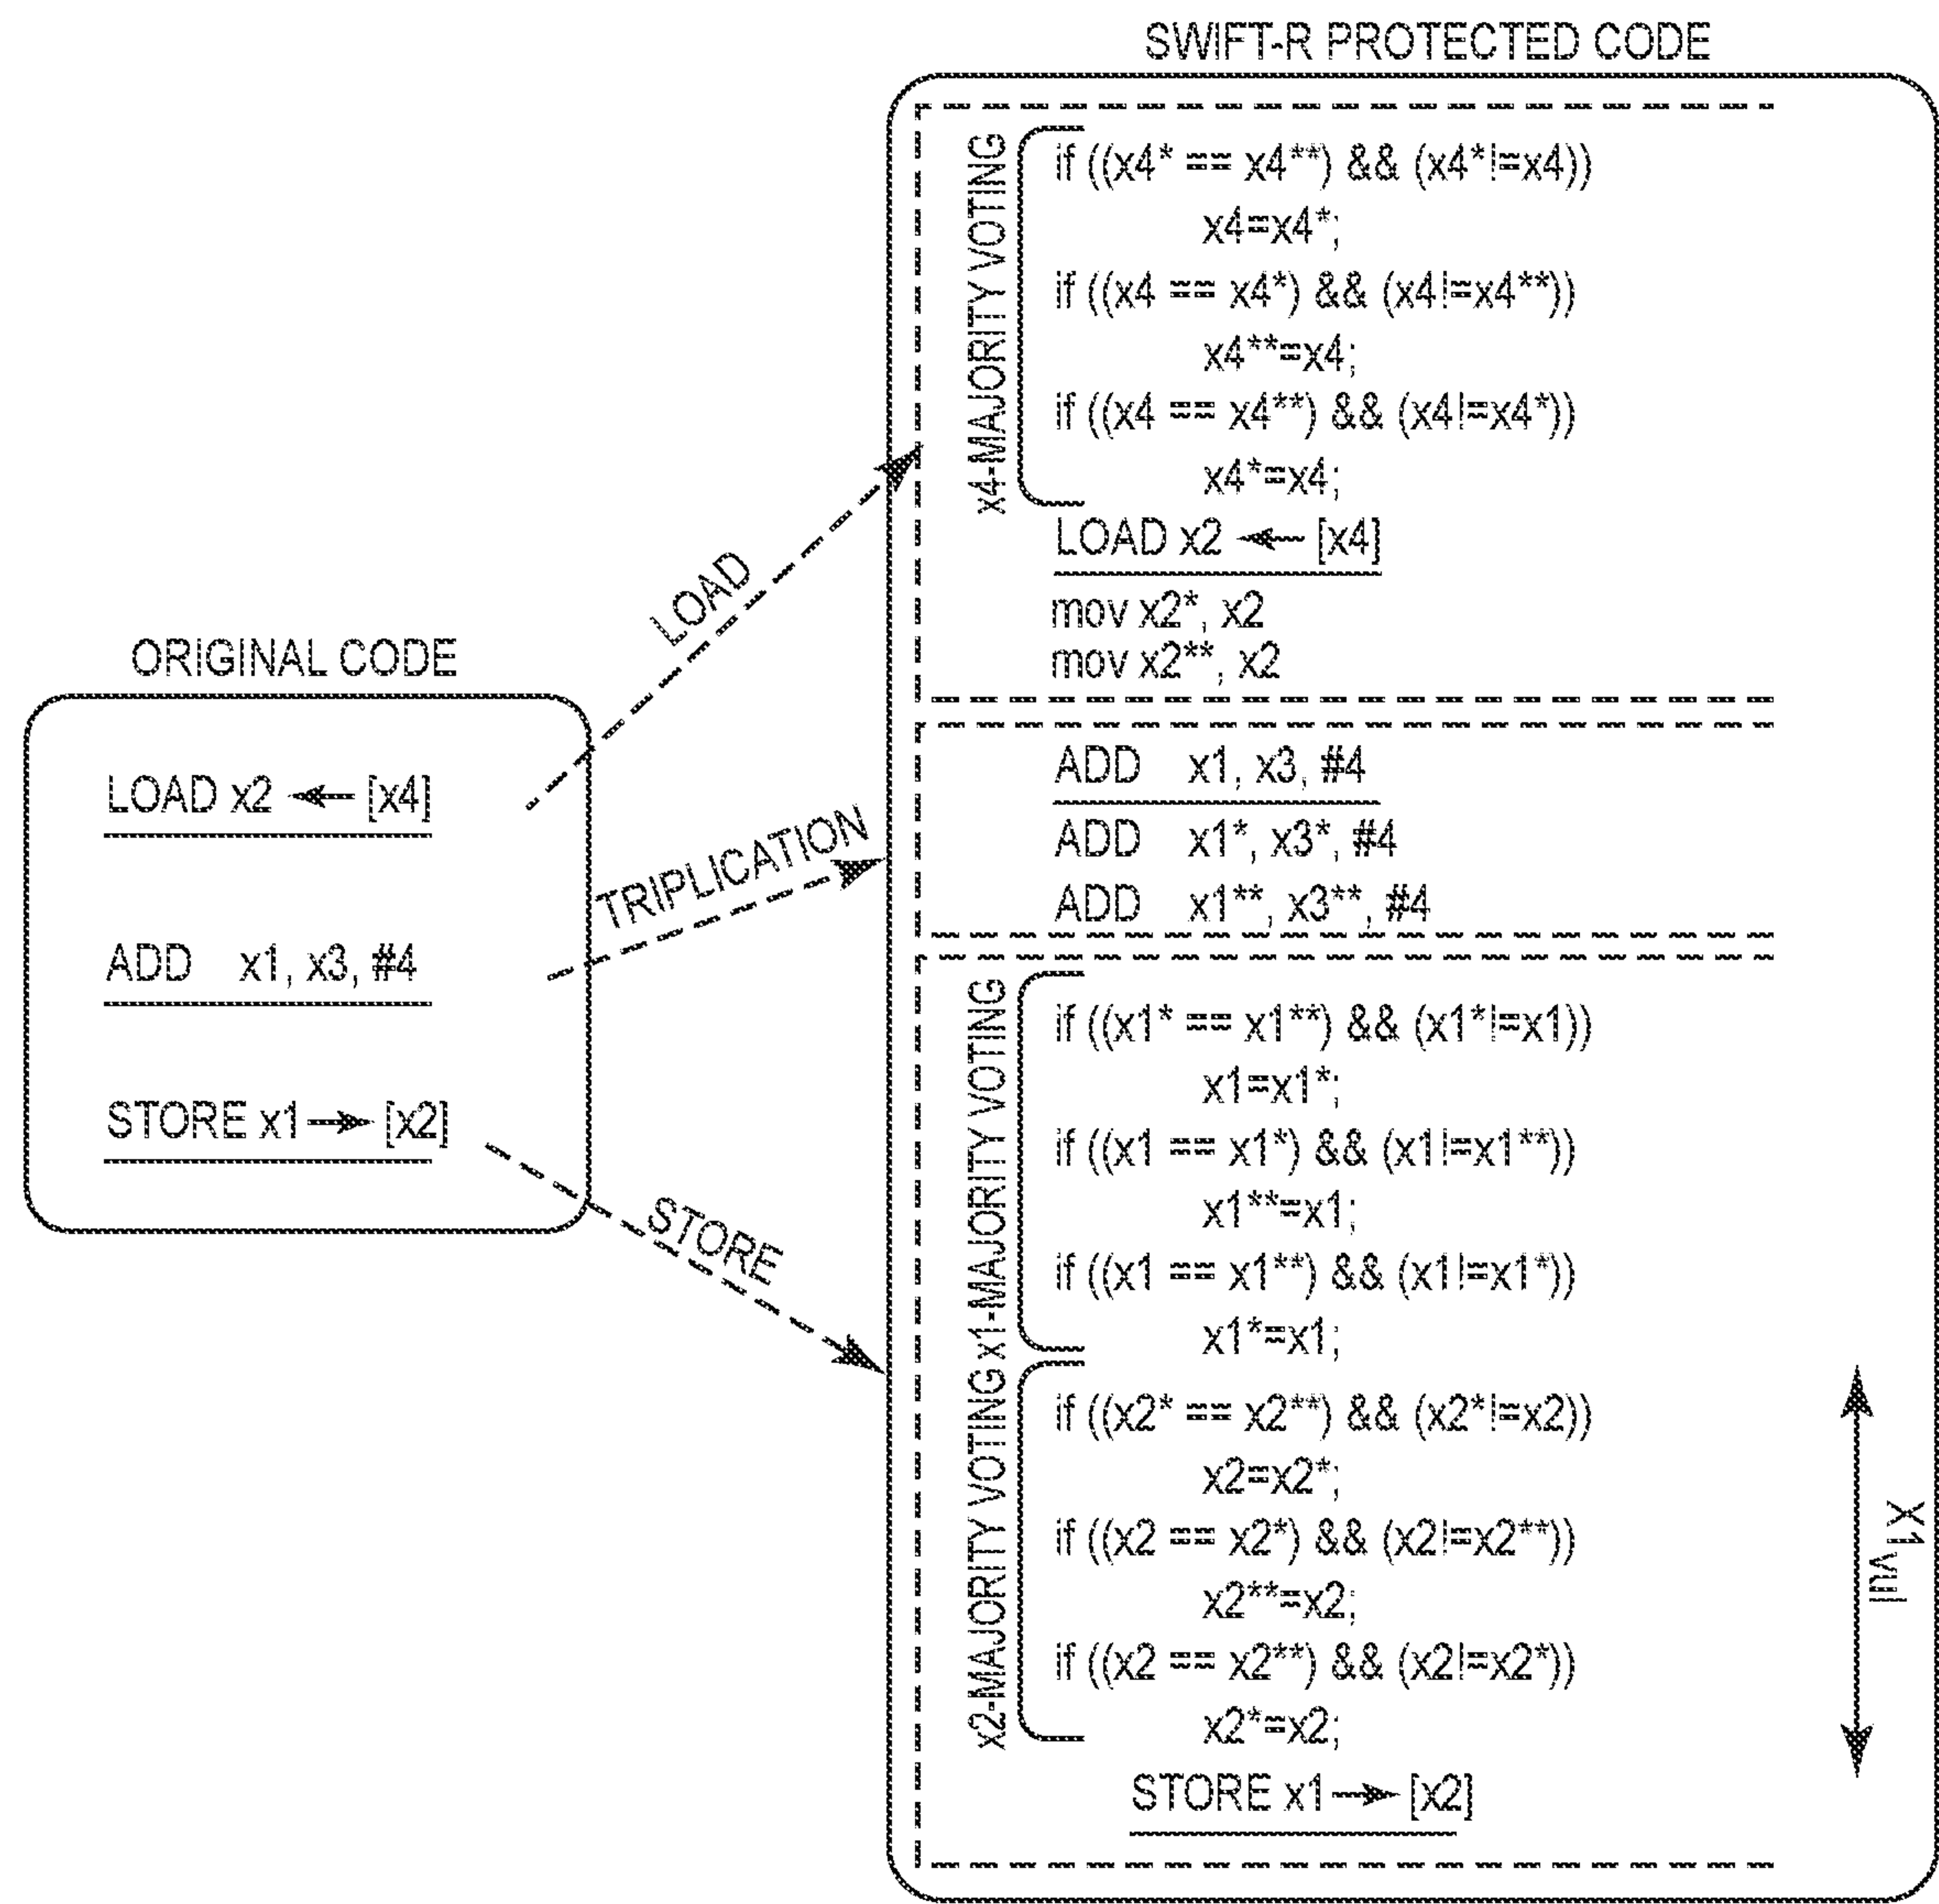 SWIFT-R PROTECTED CODE
x4-MAJORITY VOTING
if ((x4* == x4**) && (x4*!=x4))
x4=x4*;
if ((x4 == x4*) && (x4!=x4**))
x4**=x4;
if ((x4 == x4**) && (x4!=x4*))
x4*=x4;
LOAD x2 ← [x4]
mov x2*, x2
mov x2**, x2
ADD x1, x3, #4
ADD x1*, x3*, #4
ADD x1**, x3**, #4
x1-MAJORITY VOTING
if ((x1* == x1**) && (x1*!=x1))
x1=x1*;
if ((x1 == x1*) && (x1!=x1**))
x1**=x1;
if ((x1 == x1**) && (x1!=x1*))
x1*=x1;
x2-MAJORITY VOTING
if ((x2* == x2**) && (x2*!=x2))
x2=x2*;
if ((x2 == x2*) && (x2!=x2**))
x2**=x2;
if ((x2 == x2**) && (x2!=x2*))
x2*=x2;
STORE x1 → [x2]
X1vul
LOAD
TRIPLICATION
STORE
ORIGINAL CODE
LOAD x2 ← [x4]
ADD x1, x3, #4
STORE x1 → [x2]